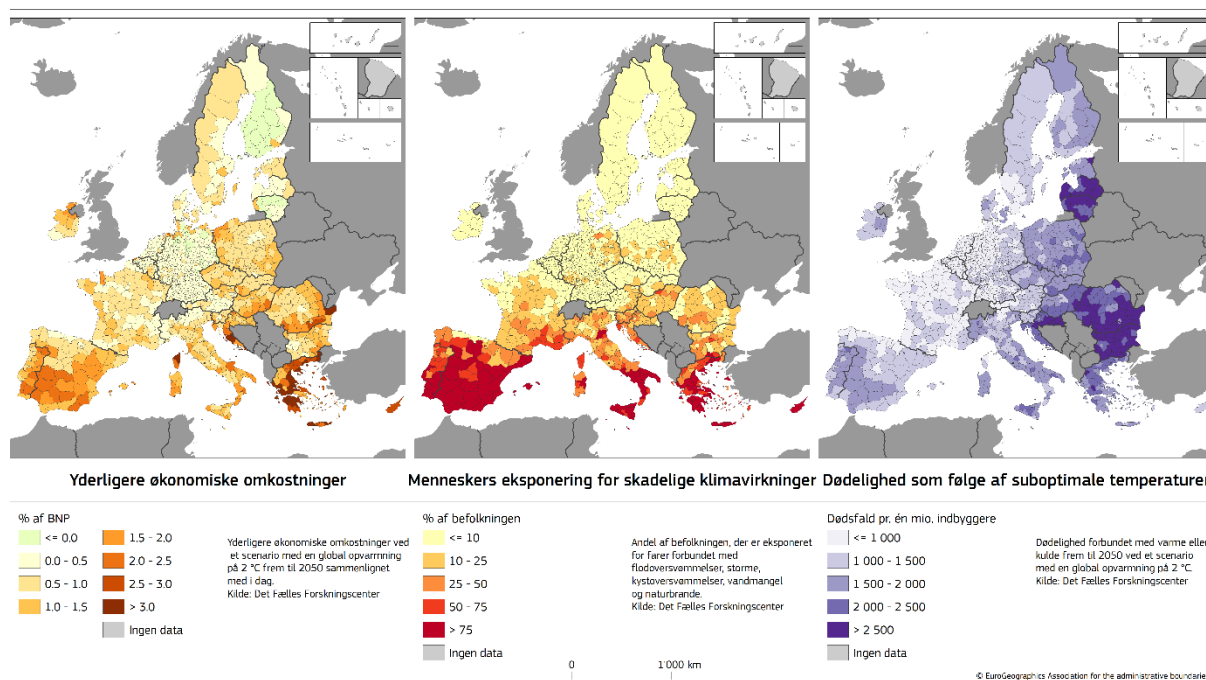 Yderligere økonomiske omkostninger
Menneskers eksponering for skadelige klimavirkninger
Dødelighed som følge af suboptimale temperaturer
% af BNP
<= 0.0
0.0 - 0.5
0.5 - 1.0
1.0 - 1.5
1.5 - 2.0
2.0 - 2.5
2.5 - 3.0
> 3.0
Ingen data
Yderligere økonomiske omkostninger ved
et scenario med en global opvarmning
på 2 °C frem til 2050 sammenlignet
med i dag.
Kilde: Det Fælles Forskningscenter
% af befolkningen
<= 10
10 - 25
25 - 50
50 - 75
> 75
Ingen data
Andel af befolkningen, der er eksponeret
for farer forbundet med
flodoversvømmelser, storme,
kystoversvømmelser, vandmangel
og naturbrande.
Kilde: Det Fælles Forskningscenter
Dødsfald pr. én mio. indbyggere
<= 1 000
1 000 - 1 500
1 500 - 2 000
2 000 - 2 500
> 2 500
Ingen data
Dødelighed forbundet med varme eller
kulde frem til 2050 ved et scenario
med en global opvarmning på 2 °C.
Kilde: Det Fælles Forskningscenter
0 1'000 km
© EuroGeographics Association for the administrative boundaries